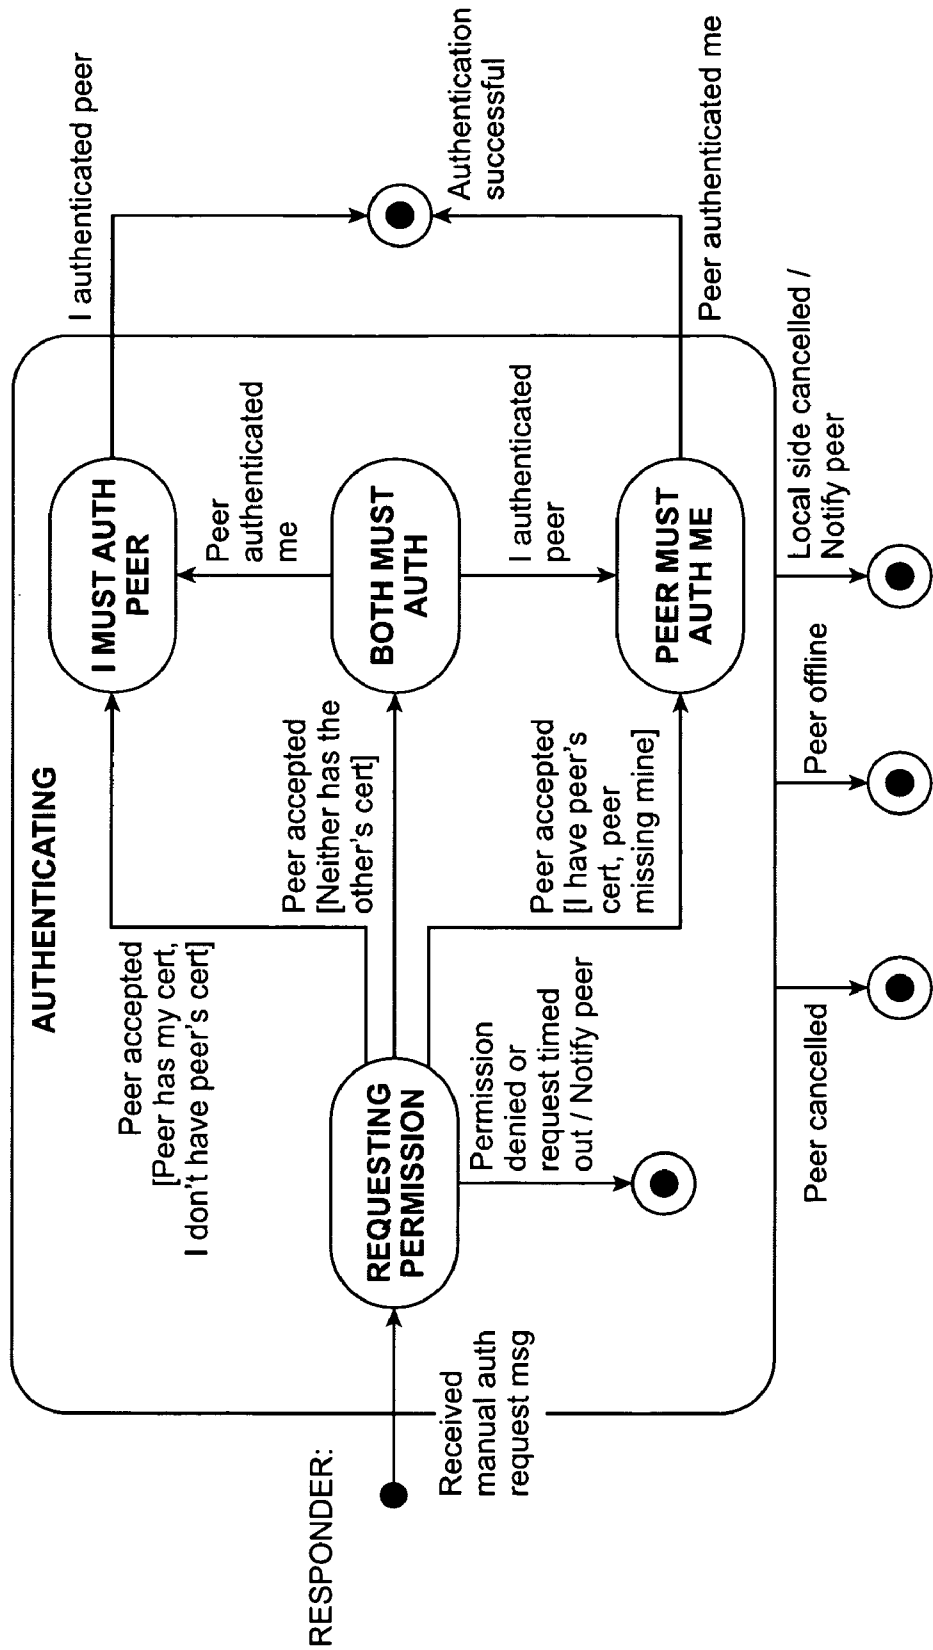 RESPONDER:
Received
manual auth
request msg
AUTHENTICATING
REQUESTING
PERMISSION
Peer accepted
[Peer has my cert,
I don't have peer's cert]
Peer accepted
[Neither has the
other's cert]
Peer accepted
[I have peer's
cert, peer
missing mine]
Permission
denied or
request timed
out / Notify peer
I MUST AUTH
PEER
Peer
authenticated
me
BOTH MUST
AUTH
I authenticated
peer
PEER MUST
AUTH ME
I authenticated peer
Authentication
successful
Peer authenticated me
Peer cancelled
Peer offline
Local side cancelled /
Notify peer